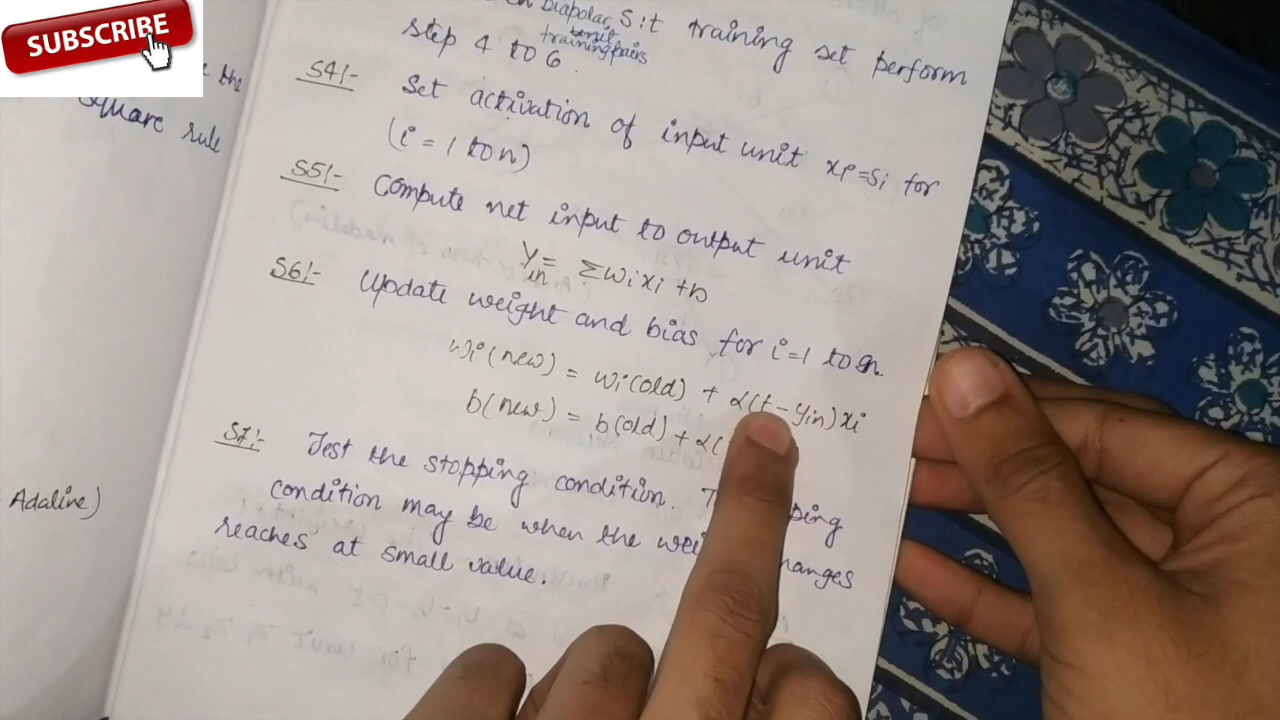 SUBSCRIBE
the
square rule
Adaline)
Biapolar S:t training set perform
training pairs
step 4 to 6.
S4:- Set activation of input unit xi=si for
(i = 1 to n)
S5:- Compute net input to output unit
Yin = Σwixi + b
S6:- Update weight and bias for i=1 to n
wi(new) = wi(old) + α(t-yin)xi
b(new) = b(old) + α(
S7:- Test the stopping condition.
condition may be when the
reaches at small value.